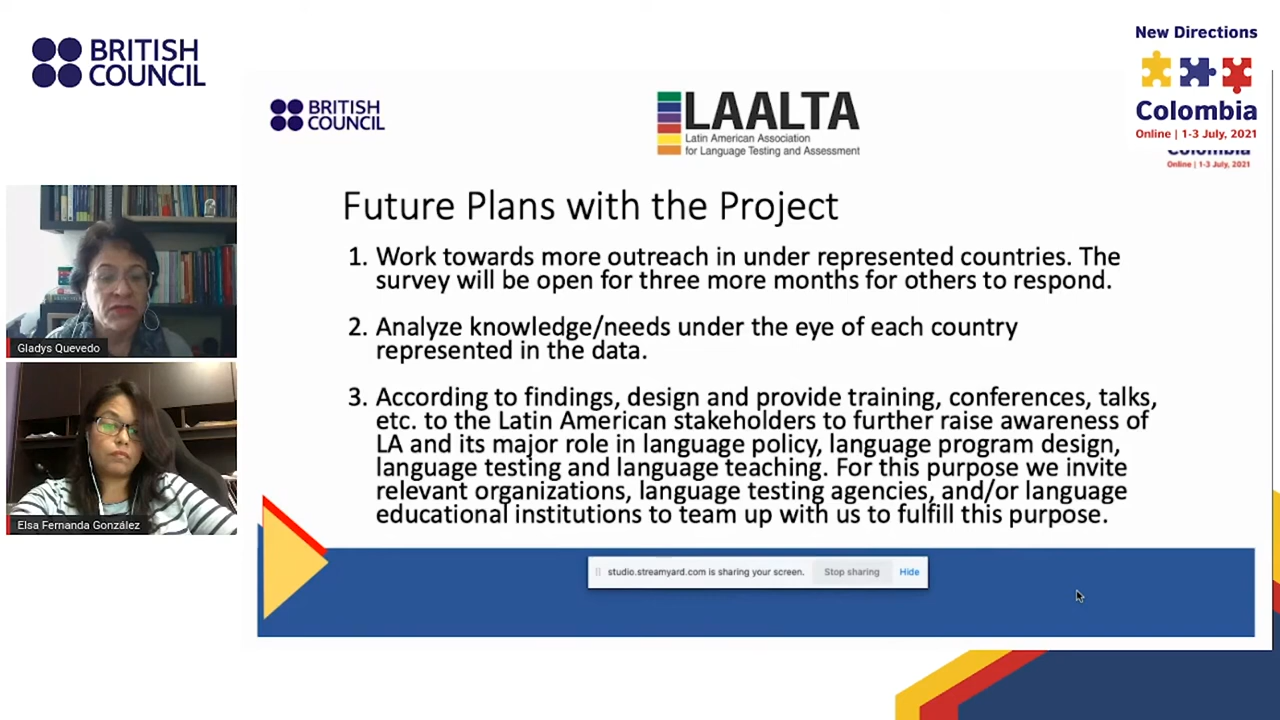 BRITISH
COUNCIL
New Directions
Colombia
Online | 1-3 July, 2021
BRITISH
COUNCIL
LAALTA
Latin American Association
for Language Testing and Assessment
Colombia
Online | 1-3 July, 2021
Future Plans with the Project
1. Work towards more outreach in under represented countries. The
survey will be open for three more months for others to respond.
2. Analyze knowledge/needs under the eye of each country
represented in the data.
3. According to findings, design and provide training, conferences, talks,
etc. to the Latin American stakeholders to further raise awareness of
LA and its major role in language policy, language program design,
language testing and language teaching. For this purpose we invite
relevant organizations, language testing agencies, and/or language
educational institutions to team up with us to fulfill this purpose.
Gladys Quevedo
Elsa Fernanda González
studio.streamyard.com is sharing your screen. Stop sharing Hide